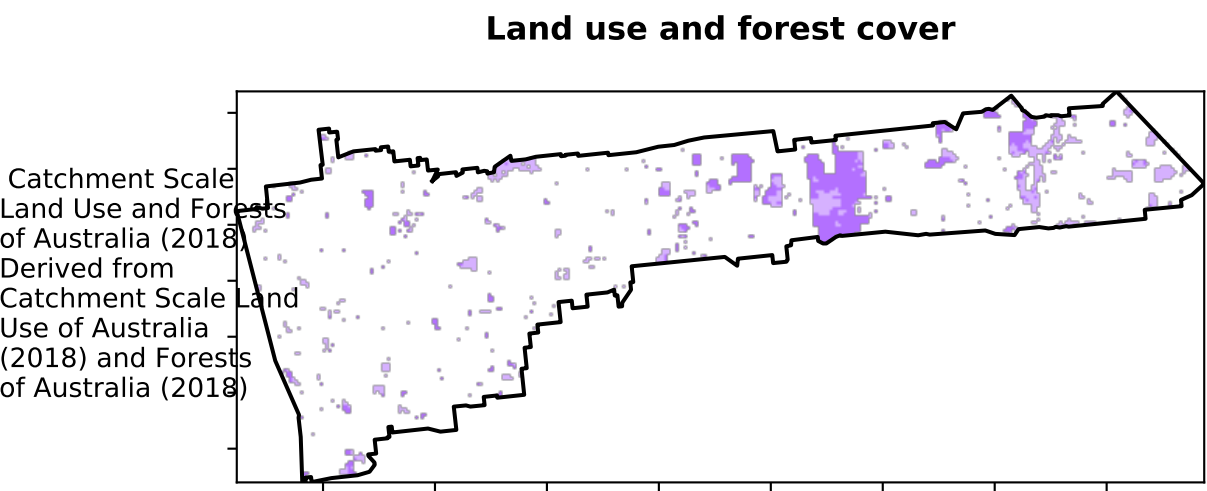 Land use and forest cover
Catchment Scale
Land Use and Forests
of Australia (2018)
Derived from
Catchment Scale Land
Use of Australia
(2018) and Forests
of Australia (2018)